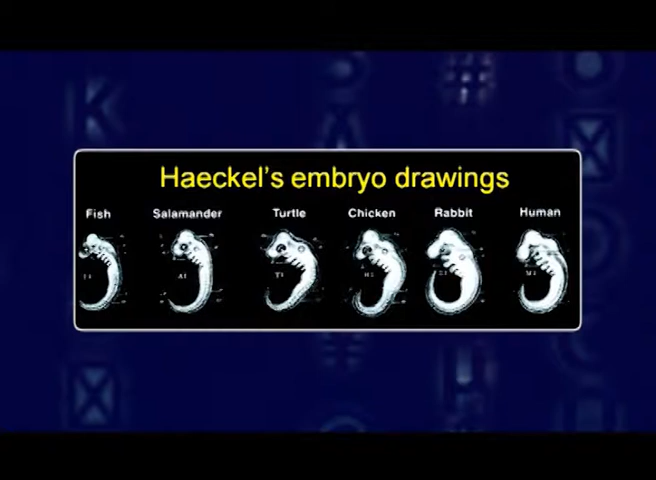 Haeckel's embryo drawings
Fish Salamander Turtle Chicken Rabbit Human